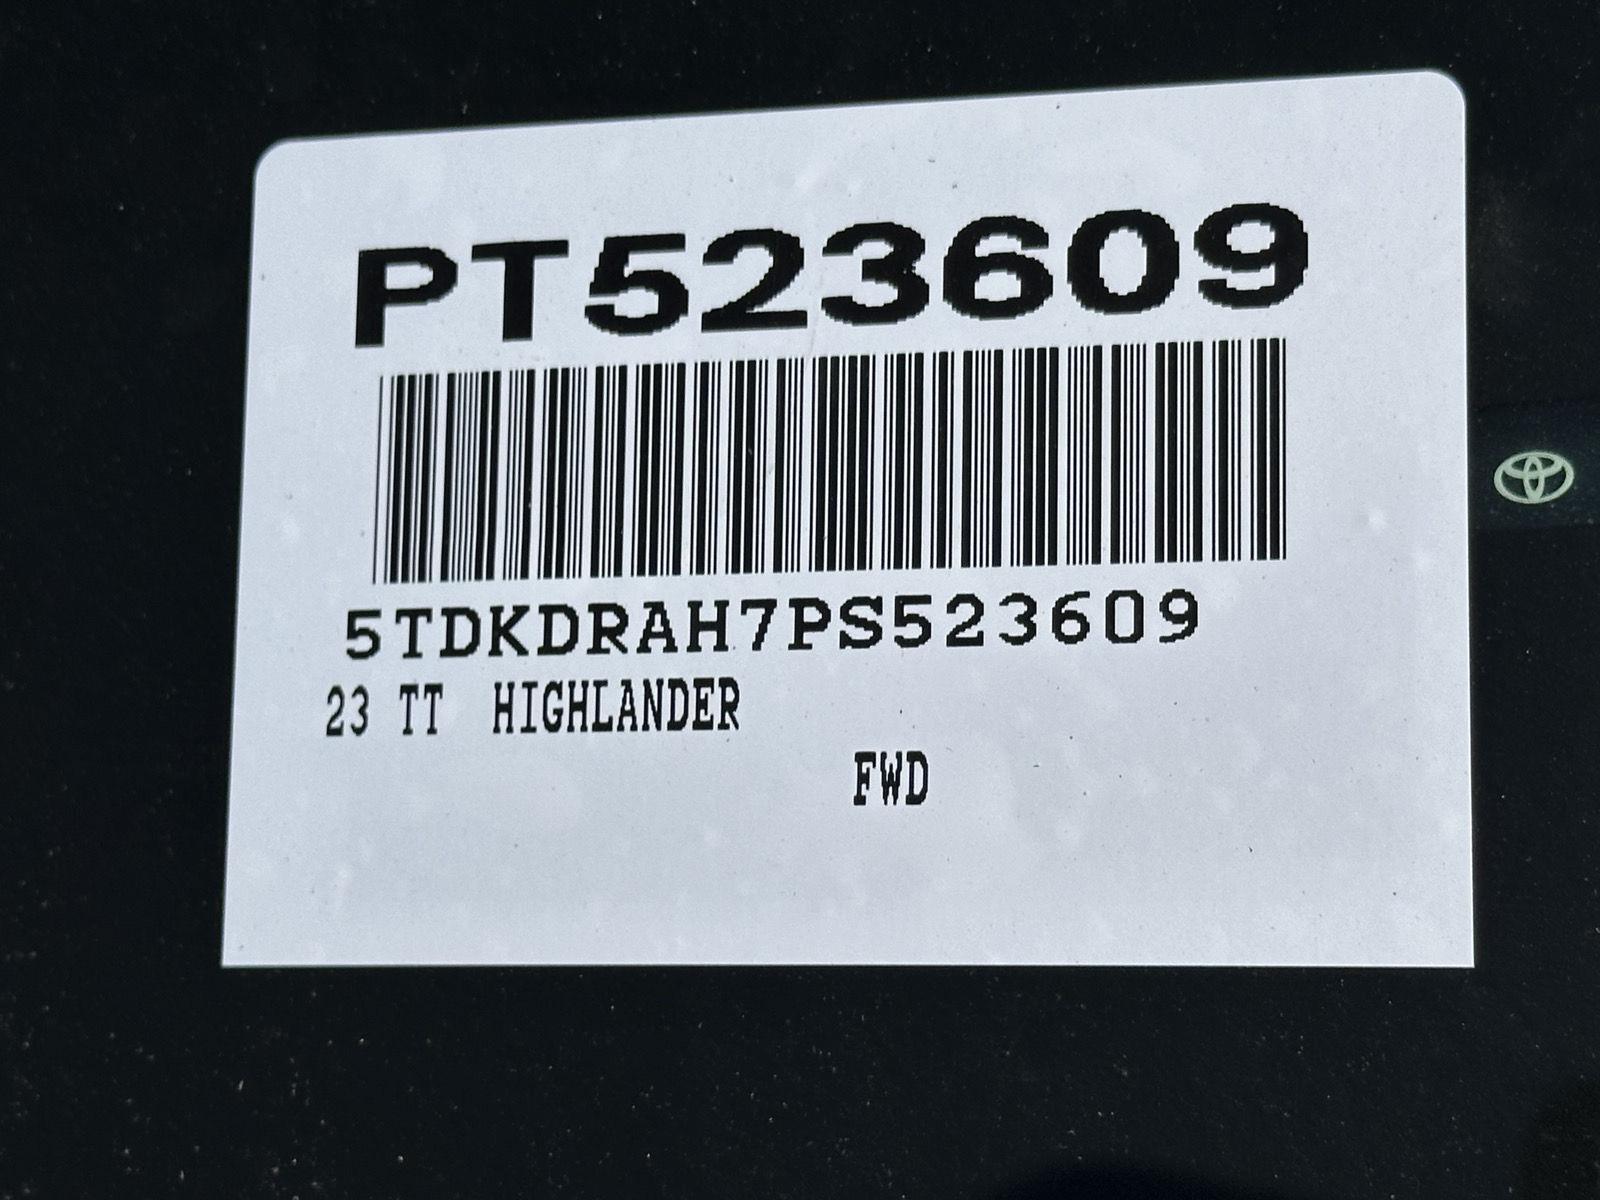 PT523609
5TDKDRAH7PS523609
23 TT HIGHLANDER
FWD